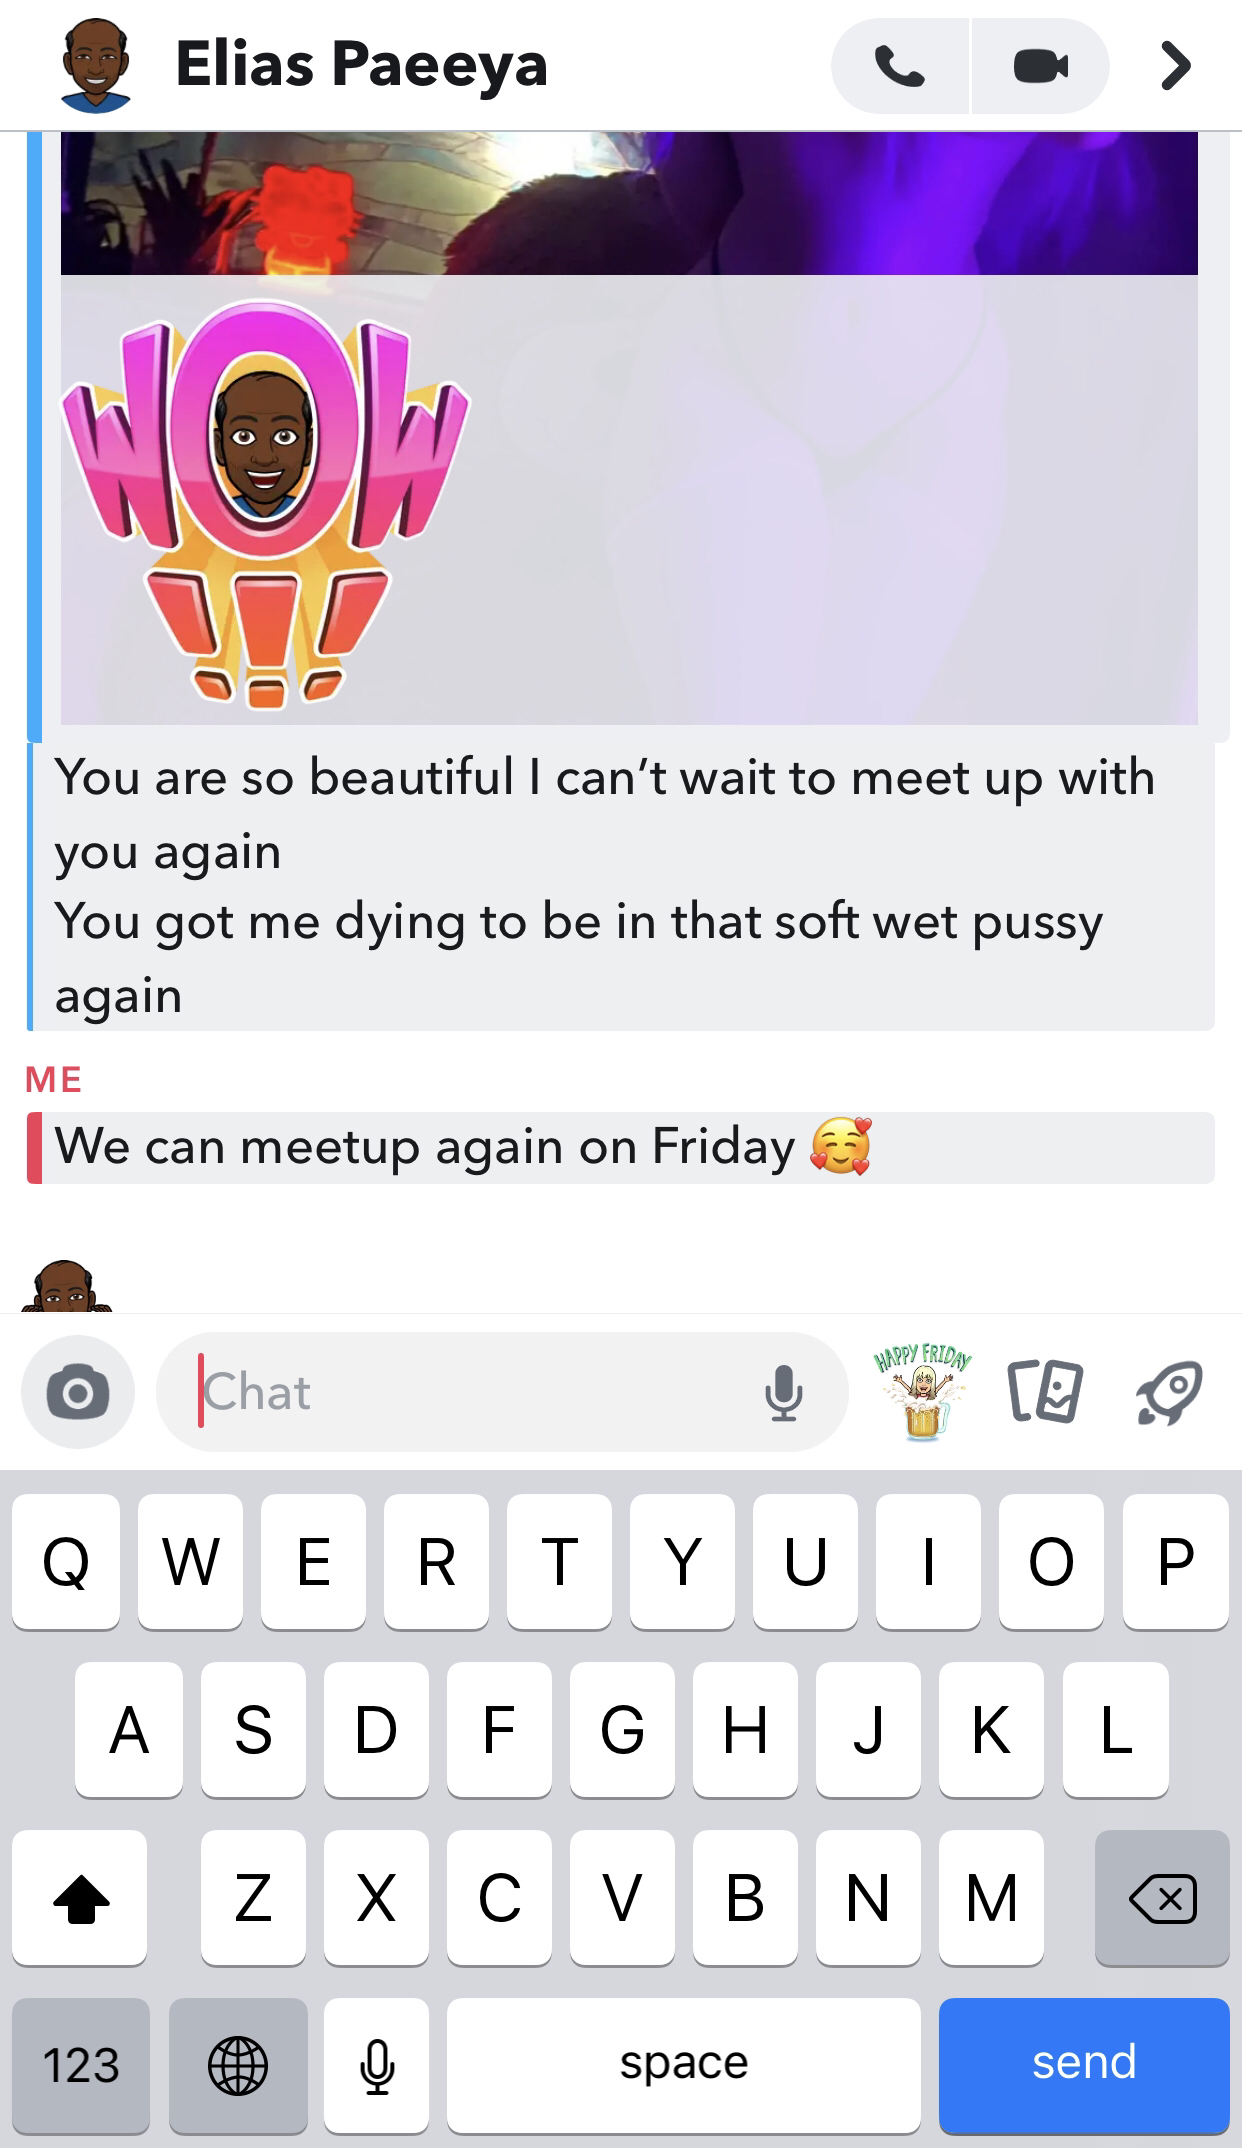 Elias Paeeya
WOW
!!!
You are so beautiful I can’t wait to meet up with
you again
You got me dying to be in that soft wet pussy
again
ME
We can meetup again on Friday 🥰
Chat
HAPPY FRIDAY
Q W E R T Y U I O P
A S D F G H J K L
Z X C V B N M
123 space send